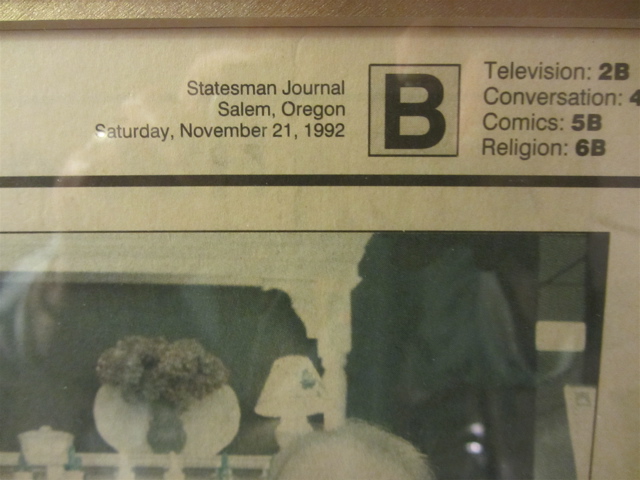 Statesman Journal
Salem, Oregon
Saturday, November 21, 1992
B
Television: 2B
Conversation: 4
Comics: 5B
Religion: 6B